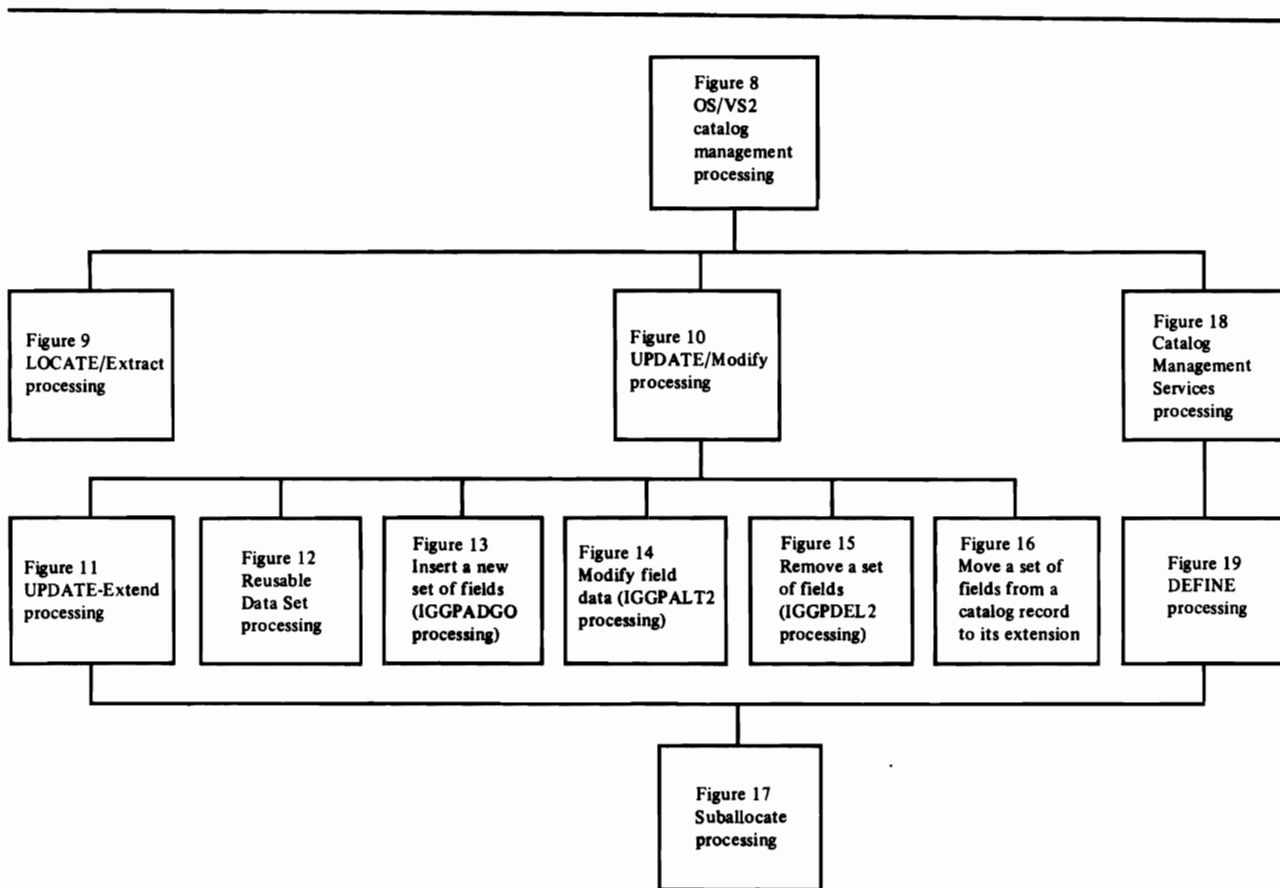 Figure 8
OS/VS2
catalog
management
processing
Figure 9
LOCATE/Extract
processing
Figure 10
UPDATE/Modify
processing
Figure 18
Catalog
Management
Services
processing
Figure 11
UPDATE-Extend
processing
Figure 12
Reusable
Data Set
processing
Figure 13
Insert a new
set of fields
(IGGPADGO
processing)
Figure 14
Modify field
data (IGGPALT2
processing)
Figure 15
Remove a set
of fields
(IGGPDEL2
processing)
Figure 16
Move a set of
fields from a
catalog record
to its extension
Figure 19
DEFINE
processing
Figure 17
Suballocate
processing